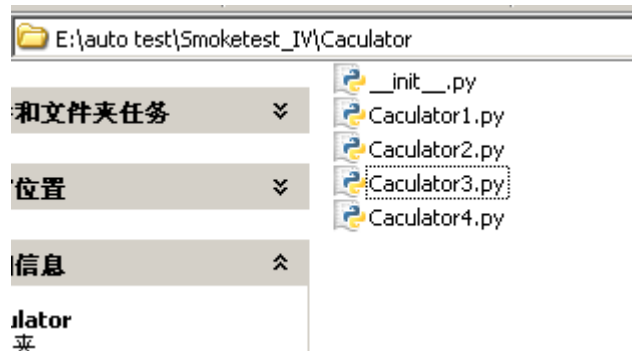 E:\auto test\Smoketest_IV\Caculator
__init__.py
Caculator1.py
Caculator2.py
Caculator3.py
Caculator4.py
和文件夹任务
位置
信息
ulator
夹